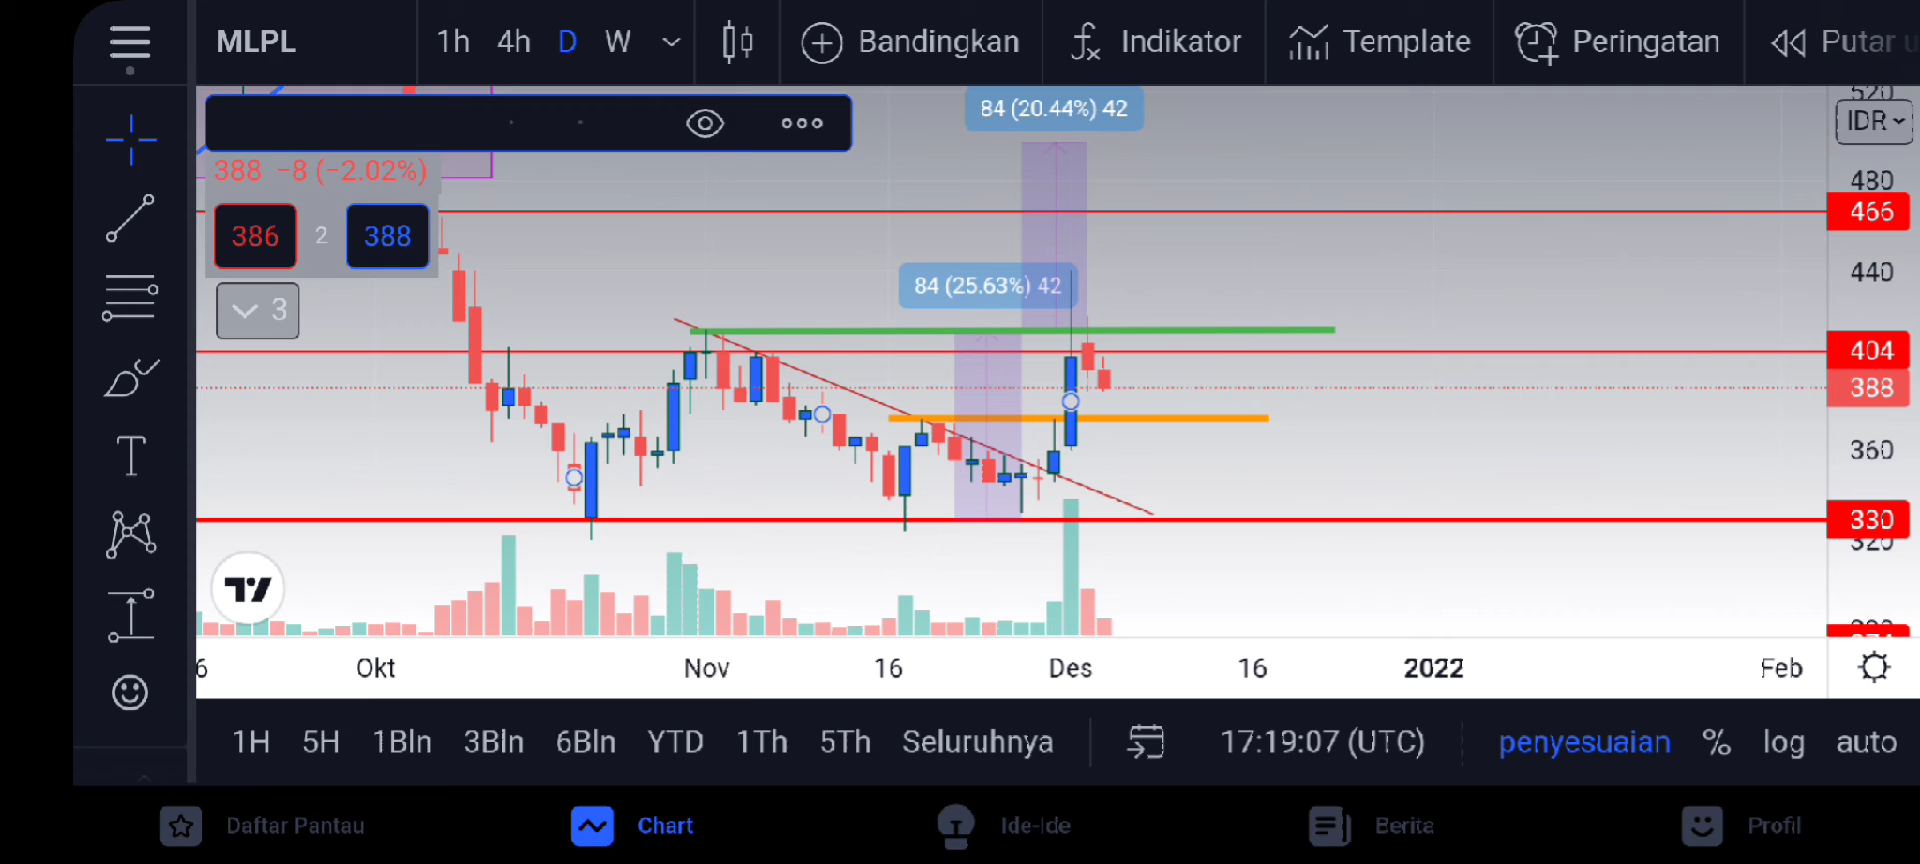 MLPL 1h 4h D W Bandingkan Indikator Template Peringatan Putar
84 (20.44%) 42
IDR
388 −8 (−2.02%)
480
466
386 2 388
440
84 (25.63%) 42
3
404
388
360
330
320
6 Okt Nov 16 Des 16 2022 Feb
1H 5H 1Bln 3Bln 6Bln YTD 1Th 5Th Seluruhnya 17:19:07 (UTC) penyesuaian % log auto
Daftar Pantau Chart Ide-Ide Berita Profil